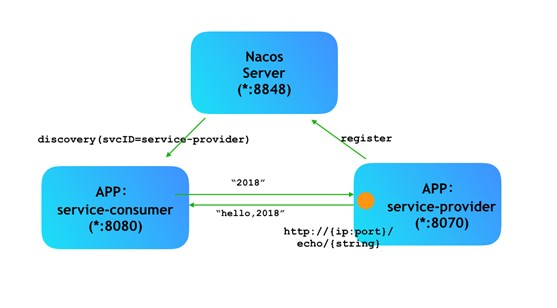 Nacos
Server
(*:8848)
discovery(svcID=service-provider)
register
APP:
service-consumer
(*:8080)
“2018”
“hello,2018”
APP:
service-provider
(*:8070)
http://{ip:port}/
echo/{string}